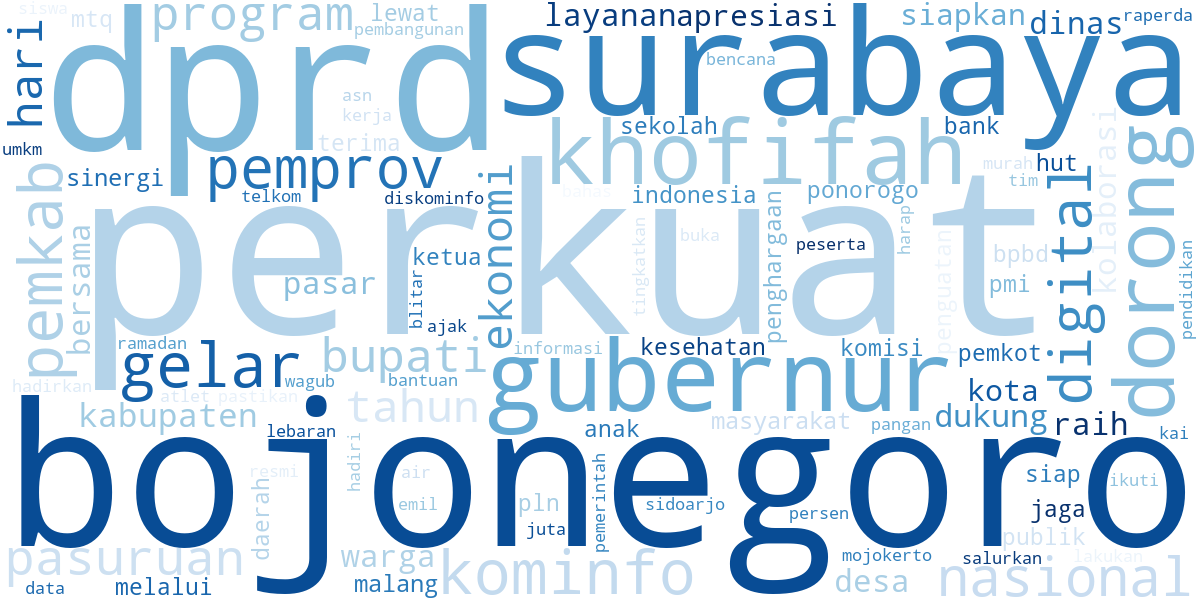 siswa
mtq
program
lewat
pembangunan
layanan
apresiasi
siapkan
dinas
raperda
hari
dprd
surabaya
bencana
asn
kerja
terima
umkm
sinergi
pemprov
telkom
diskominfo
sekolah
khofifah
bank
murah
hut
tim
kolaborasi
dorong
pemkab
bersama
perkuat
ekonomi
banas
indonesia
ponorogo
harap
digital
pendidikan
pasar
ketua
blitar
ajak
tingkatkan
buka
penghargaan
peserta
penguatan
bpbd
pmi
ramadan
hadirkan
gelar
wagub
atlet
pastikan
bupati
bantuan
informasi
kesehatan
komisi
pemkot
kota
gubernur
kabupaten
tahun
lebaran
anak
masyarakat
pangan
dukung
raih
kai
bojonegoro
daerah
resmi
hadiri
air
emil
pln
juta
pemerintah
sidoarjo
persen
siap
ikuti
jaga
publik
pasuruan
data
melalui
warga
malang
kominfo
mojokerto
desa
salurkan
lakukan
nasional